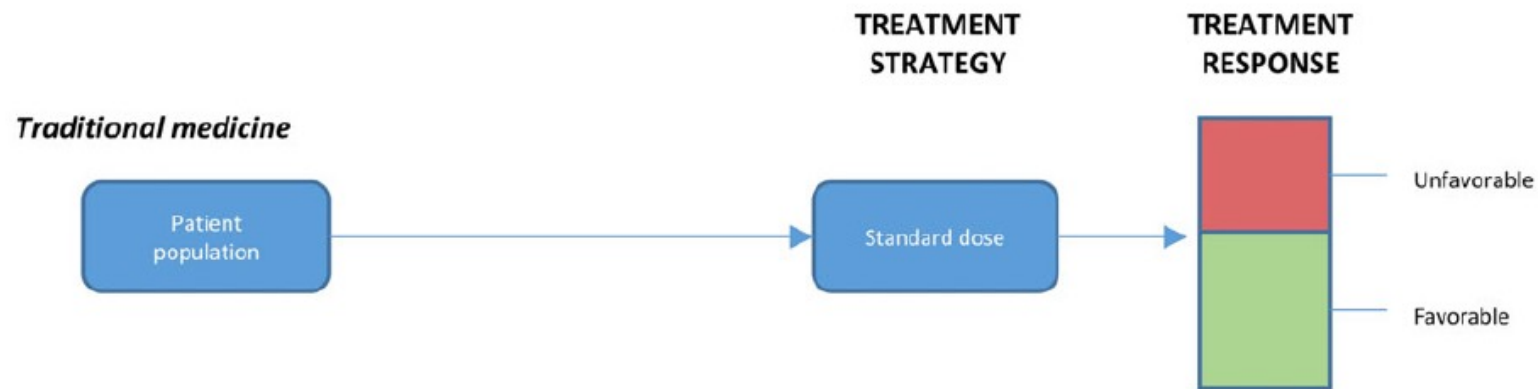 TREATMENT
STRATEGY
TREATMENT
RESPONSE
Traditional medicine
Patient
population
Standard dose
Unfavorable
Favorable